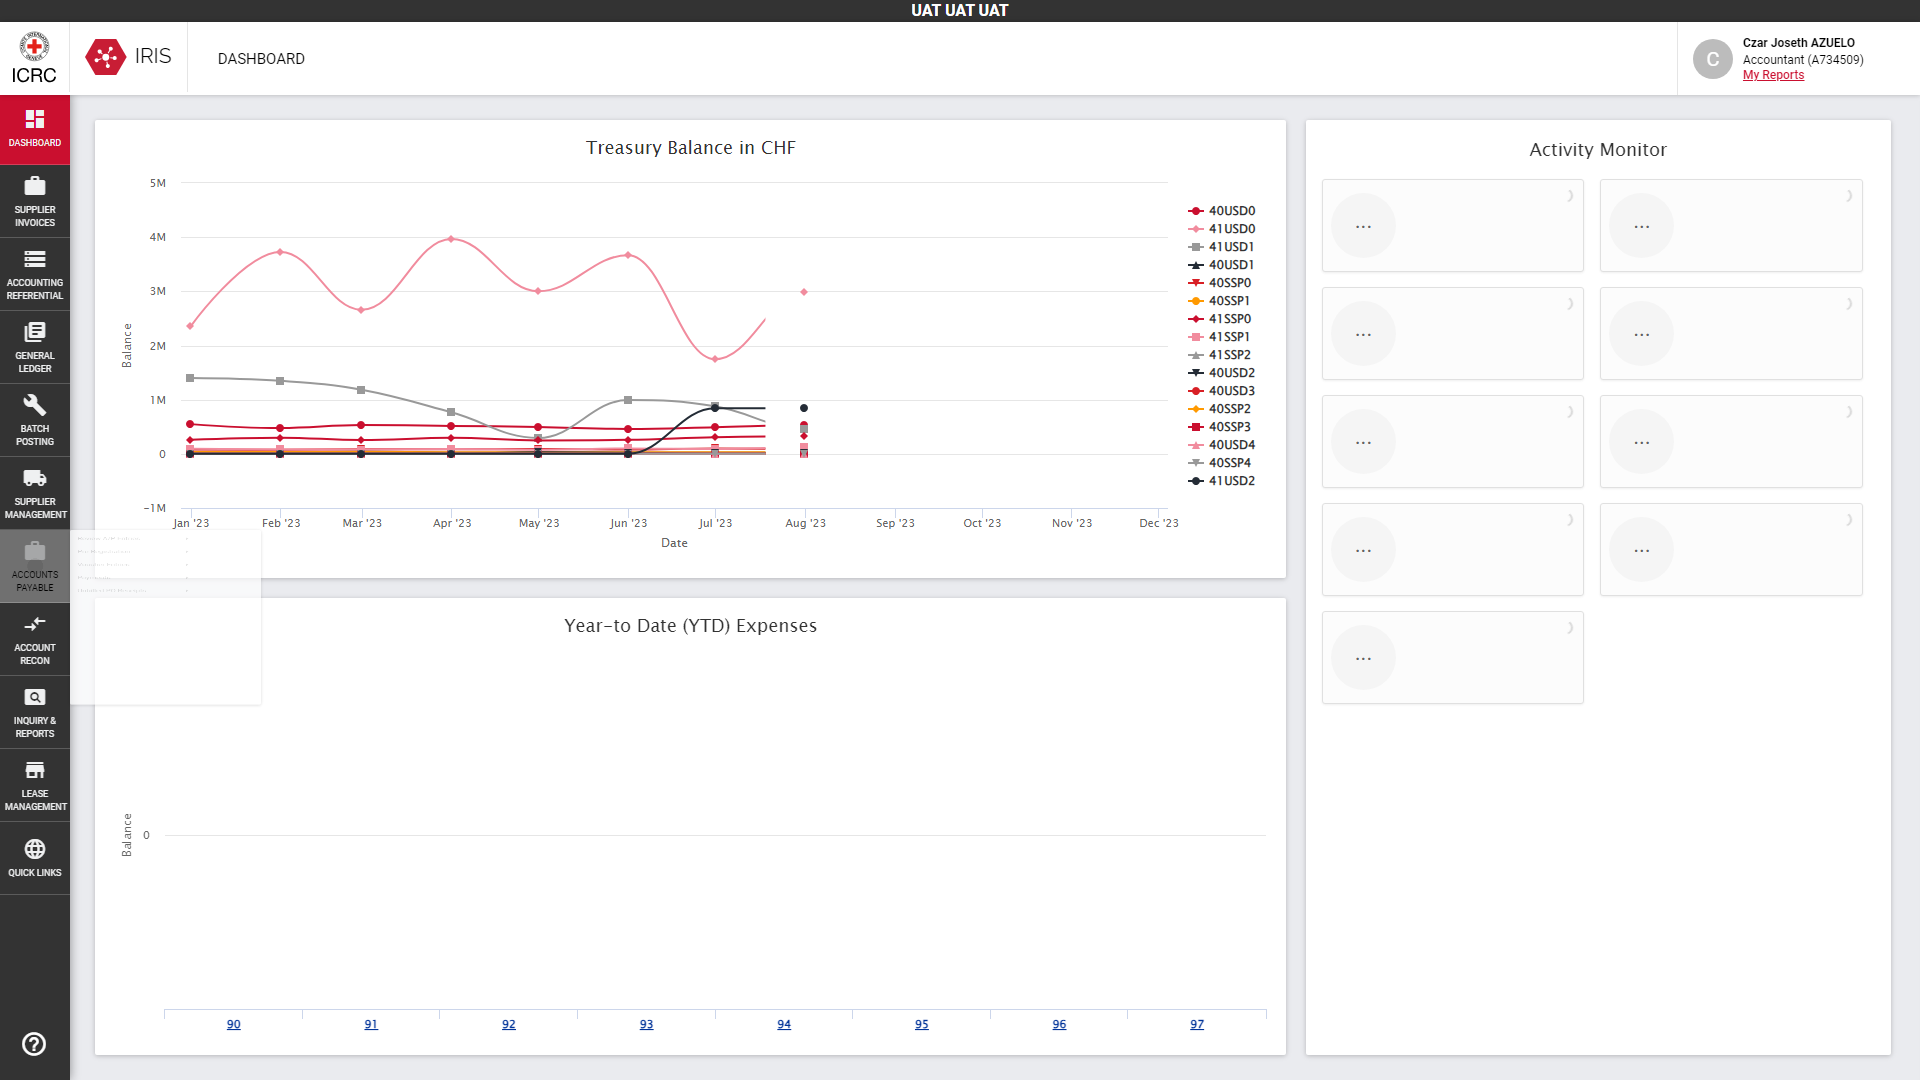 UAT UAT UAT
ICRC
IRIS
DASHBOARD
C
Czar Joseth AZUELO
Accountant (A734509)
My Reports
DASHBOARD
SUPPLIER
INVOICES
ACCOUNTING
REFERENTIAL
GENERAL
LEDGER
BATCH
POSTING
SUPPLIER
MANAGEMENT
ACCOUNTS
PAYABLE
ACCOUNT
RECON
INQUIRY &
REPORTS
LEASE
MANAGEMENT
QUICK LINKS
Treasury Balance in CHF
Balance
5M
4M
3M
2M
1M
0
-1M
Jan '23
Feb '23
Mar '23
Apr '23
May '23
Jun '23
Jul '23
Aug '23
Sep '23
Oct '23
Nov '23
Dec '23
Date
40USD0
41USD0
41USD1
40USD1
40SSP0
40SSP1
41SSP0
41SSP1
41SSP2
40USD2
40USD3
40SSP2
40SSP3
40USD4
40SSP4
41USD2
Year-to Date (YTD) Expenses
Balance
0
90
91
92
93
94
95
96
97
Activity Monitor
...
...
...
...
...
...
...
...
...